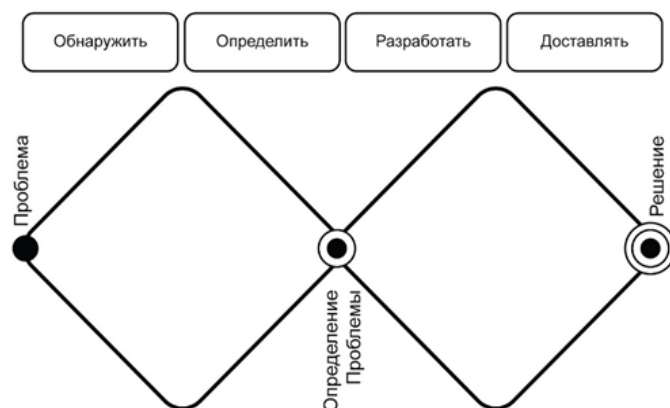 Обнаружить
Определить
Разработать
Доставлять
Проблема
Определение
Проблемы
Решение